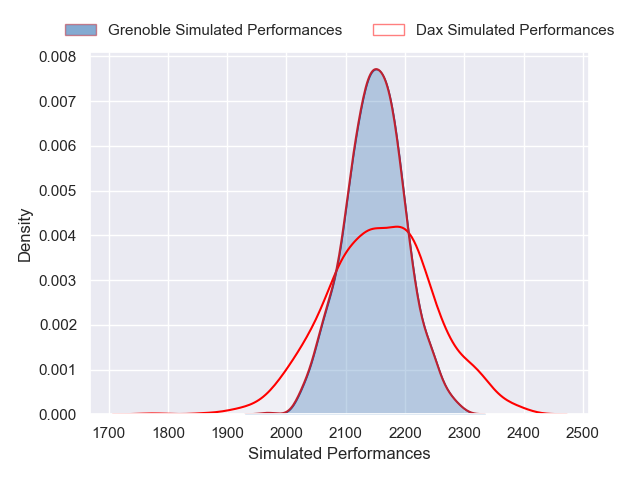 Grenoble Simulated Performances Dax Simulated Performances
0.008
0.007
0.006
0.005
0.004
0.003
0.002
0.001
0.000
Density
1700 1800 1900 2000 2100 2200 2300 2400 2500
Simulated Performances